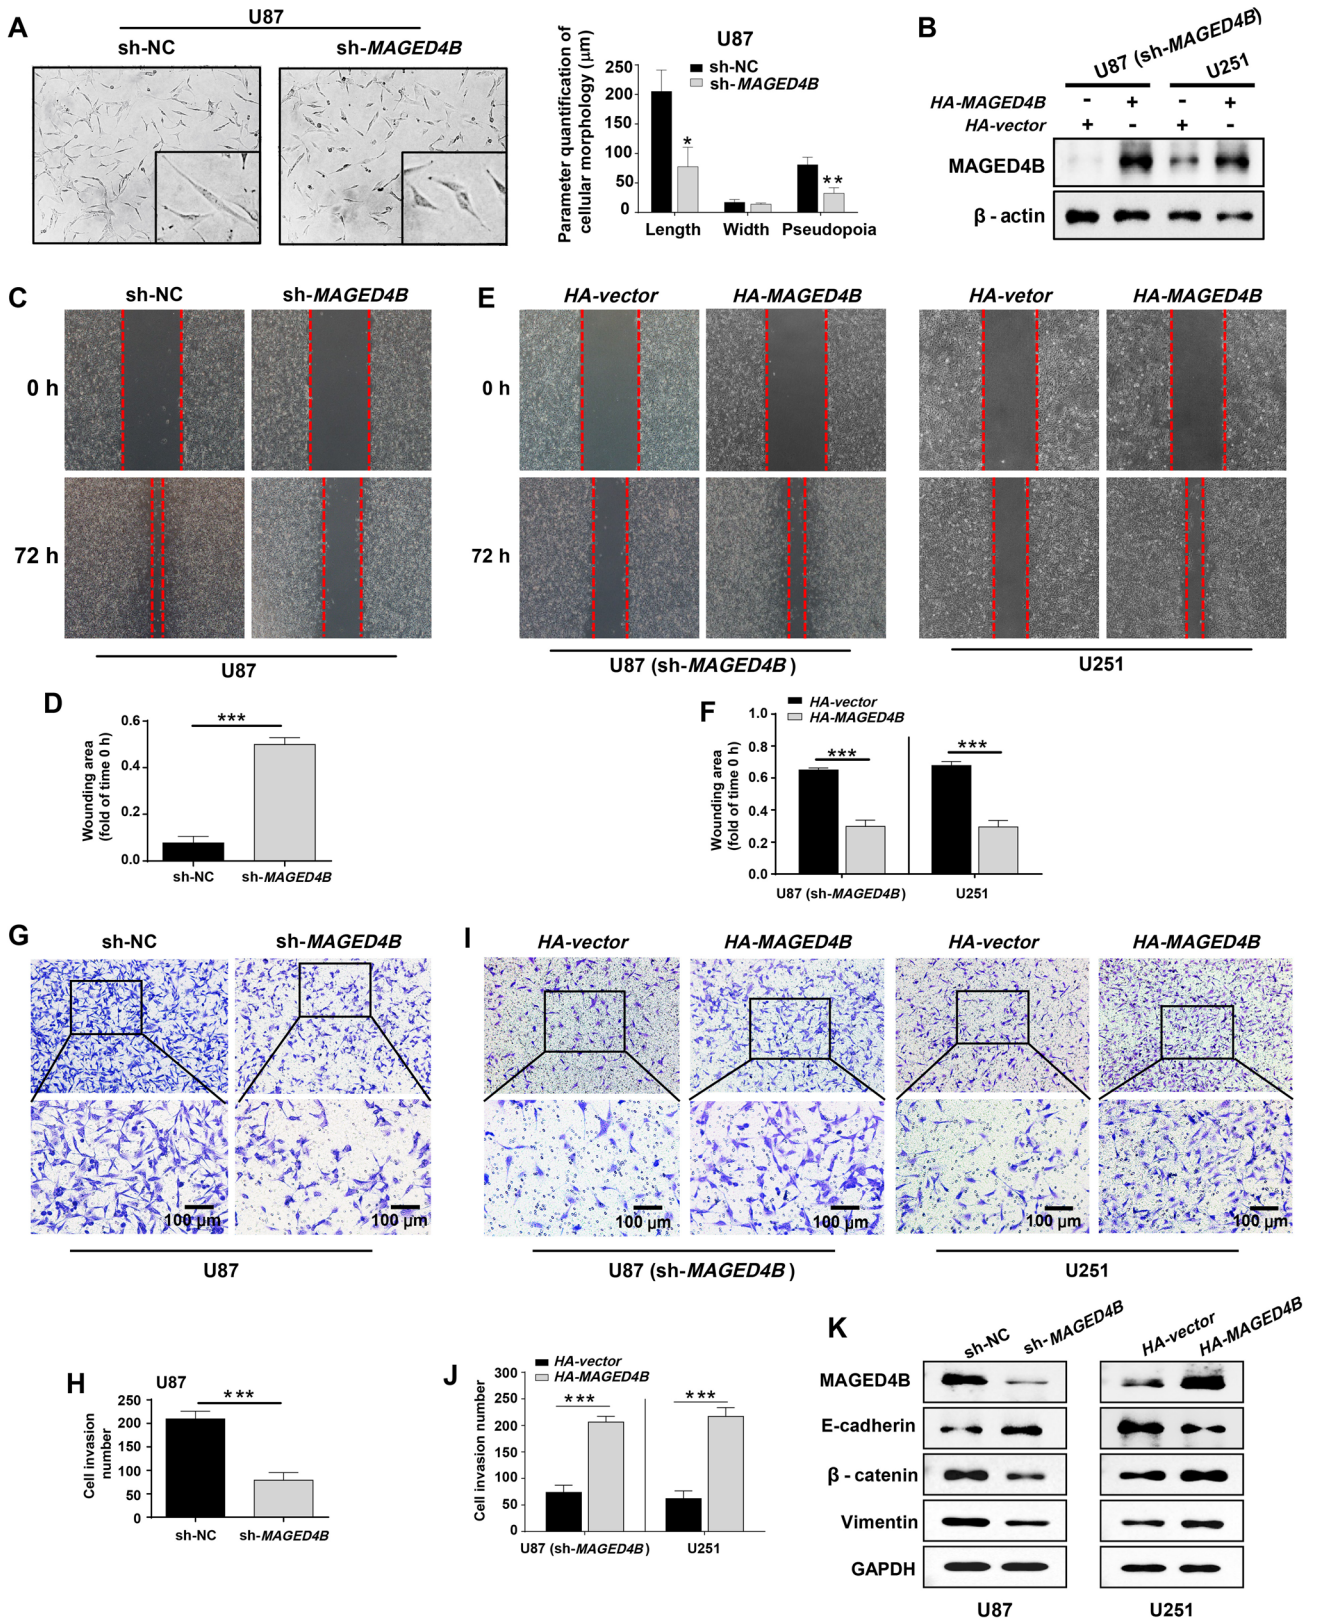 A
U87
sh-NC
sh-MAGED4B
U87
sh-NC
sh-MAGED4B
Parameter quantification of
cellular morphology (μm)
250
200
150
100
50
0
*
**
Length
Width
Pseudopoia
B
U87 (sh-MAGED4B)
U251
HA-MAGED4B - + - +
HA-vector + - + -
MAGED4B
β - actin
C
sh-NC
sh-MAGED4B
0 h
72 h
U87
E
HA-vector
HA-MAGED4B
HA-vetor
HA-MAGED4B
0 h
72 h
U87 (sh-MAGED4B )
U251
D
Wounding area
(fold of time 0 h)
0.6
0.4
0.2
0.0
***
sh-NC
sh-MAGED4B
F
HA-vector
HA-MAGED4B
Wounding area
(fold of time 0 h)
1.0
0.8
0.6
0.4
0.2
0.0
***
***
U87 (sh-MAGED4B)
U251
G
sh-NC
sh-MAGED4B
100 μm
100 μm
U87
I
HA-vector
HA-MAGED4B
HA-vector
HA-MAGED4B
100 μm
100 μm
100 μm
100 μm
U87 (sh-MAGED4B )
U251
H
U87
Cell invasion
number
250
200
150
100
50
0
***
sh-NC
sh-MAGED4B
J
HA-vector
HA-MAGED4B
Cell invasion number
300
250
200
150
100
50
0
***
***
U87 (sh-MAGED4B)
U251
K
sh-NC
sh-MAGED4B
HA-vector
HA-MAGED4B
MAGED4B
E-cadherin
β - catenin
Vimentin
GAPDH
U87
U251